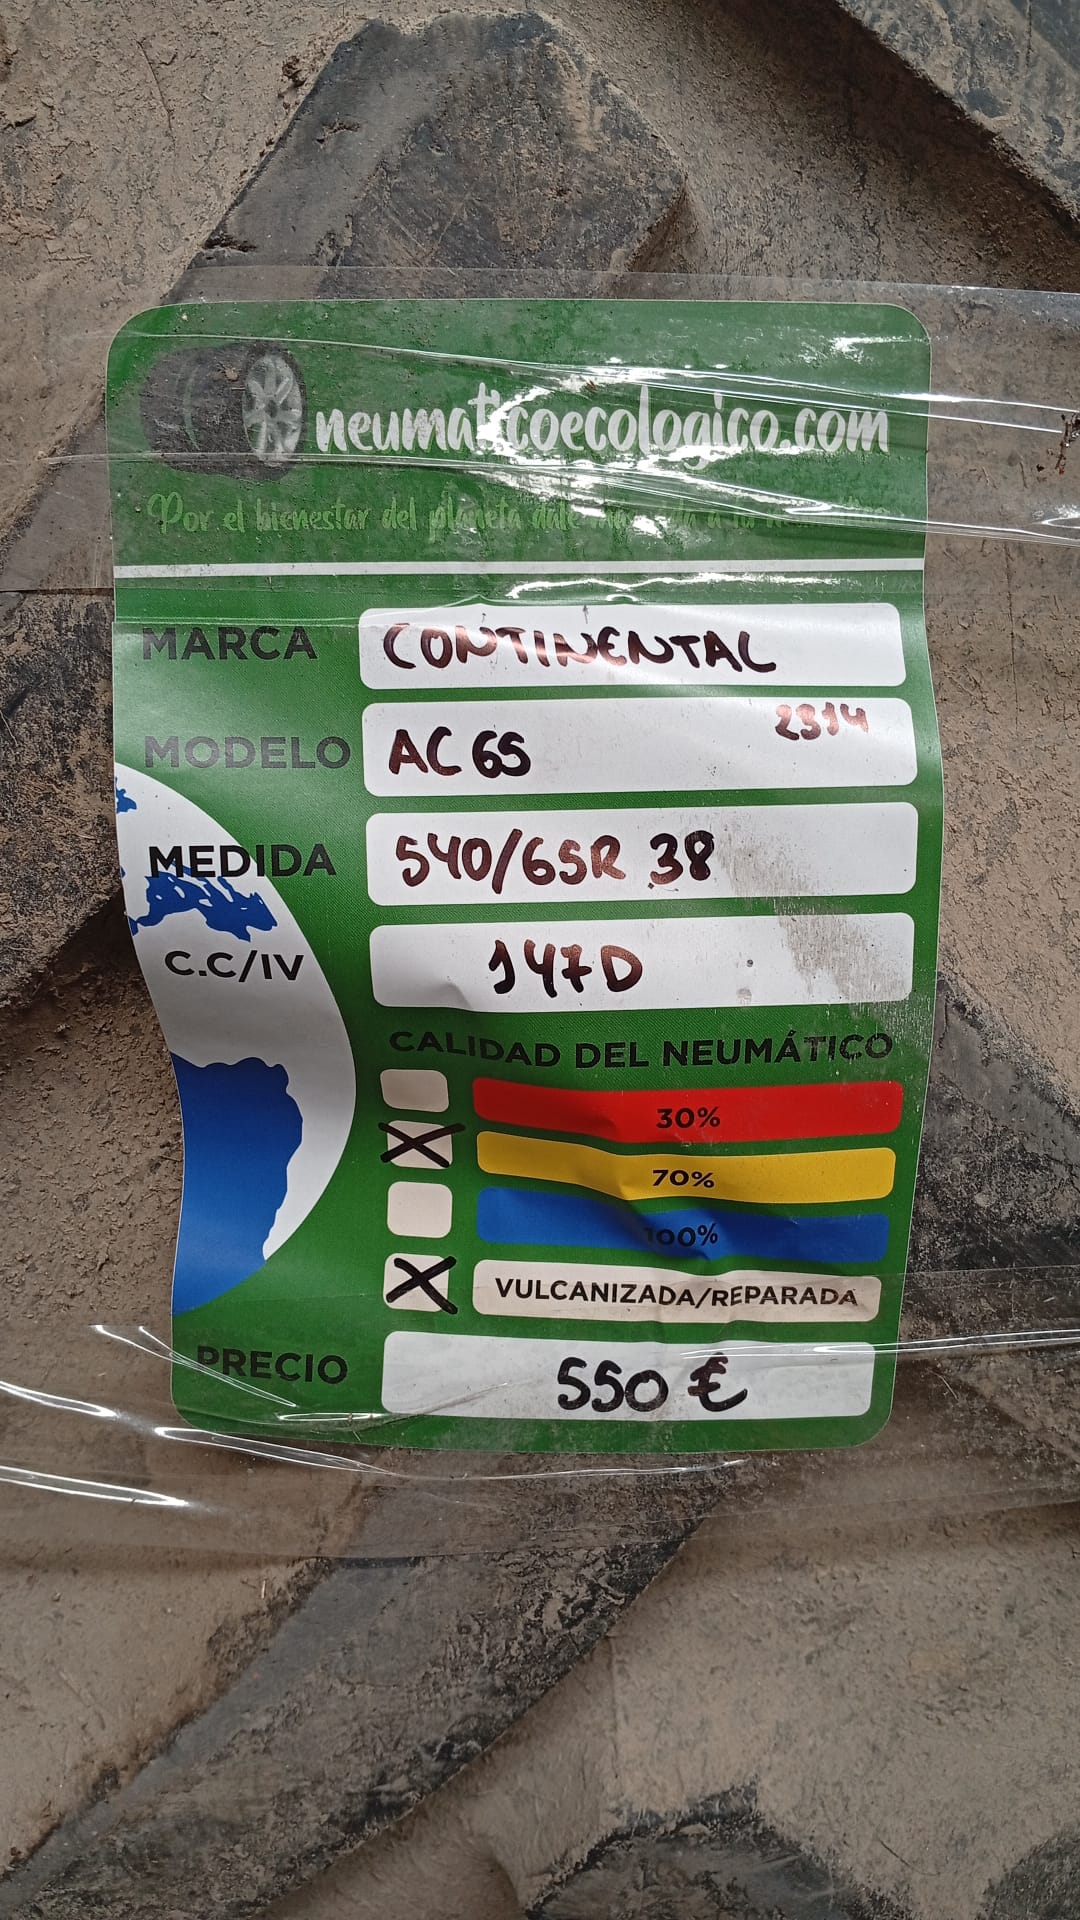 neumaticoecologico.com
Por el bienestar del planeta dale
MARCA CONTINENTAL
2314
MODELO AC 65
MEDIDA 540/65R 38
C.C/IV 147D
CALIDAD DEL NEUMÁTICO
30%
X 70%
100%
X VULCANIZADA/REPARADA
PRECIO 550 €